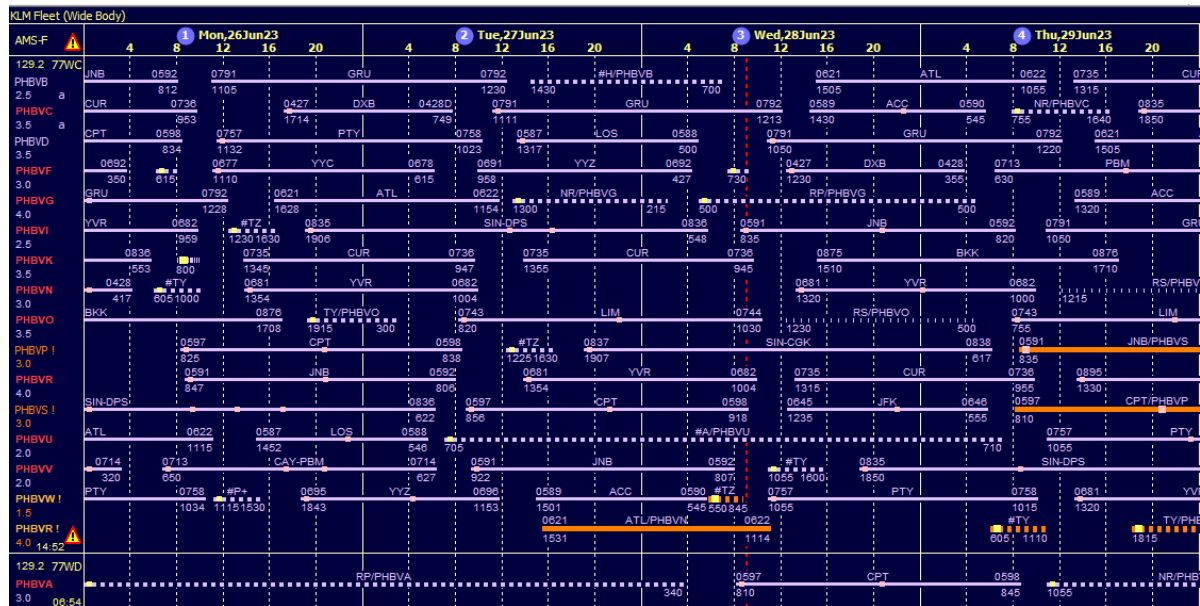 KLM Fleet (Wide Body)
AMS-F 1 Mon,26Jun23 2 Tue,27Jun23 3 Wed,28Jun23 4 Thu,29Jun23
4 8 12 16 20 4 8 12 16 20 4 8 12 16 20 4 8 12 16 20
129.2 77WC
JNB 0592 0791 GRU 0792 #H/PHBVB 0621 ATL 0622 0735 CUR
PHBVB 812 1105 1230 1430 700 1505 1055 1315
2.5 a
CUR 0736 0427 DXB 0428D 0791 GRU 0792 0589 ACC 0590 NR/PHBVC 0835
PHBVC 953 1714 749 1111 1213 1430 545 755 1640 1850
3.5 a
CPT 0598 0757 PTY 0758 0587 LOS 0588 0791 GRU 0792 0621
PHBVD 834 1132 1023 1317 500 1050 1220 1505
3.5
0692 0677 YYC 0678 0691 YYZ 0692 0427 DXB 0428 0713 PBM
PHBVF 350 615 1110 615 958 427 730 1230 355 630
3.0
GRU 0792 0621 ATL 0622 NR/PHBVG RP/PHBVG 0589 ACC
PHBVG 1228 1628 1154 1300 215 500 500 1320
4.0
YVR 0682 #TZ 0835 SIN-DPS 0836 0591 JNB 0592 0791 GRU
PHBVI 959 1230 1630 1906 548 835 820 1050
2.5
0836 0735 CUR 0736 0735 CUR 0736 0875 BKK 0876
PHBVK 553 800 1345 947 1355 945 1510 1710
3.5
0428 #TY 0681 YVR 0682 0681 YVR 0682 RS/PHBV
PHBVN 417 605 1000 1354 1004 1320 1000 1215
3.0
BKK 0876 TY/PHBVO 0743 LIM 0744 RS/PHBVO 0743 LIM
PHBVO 1708 1915 300 820 1030 1230 500 755
3.5
0597 CPT 0598 #TZ 0837 SIN-CGK 0838 0591 JNB/PHBVS
PHBVP ! 825 838 1225 1630 1907 617 835
3.0
0591 JNB 0592 0681 YVR 0682 0735 CUR 0736 0895
PHBVR 847 806 1354 1004 1315 955 1330
4.0
SIN-DPS 0836 0597 CPT 0598 0645 JFK 0646 0597 CPT/PHBVP
PHBVS ! 622 856 918 1235 555 810
3.0
ATL 0622 0587 LOS 0588 #A/PHBVU 0757 PTY
PHBVU 1115 1452 546 705 710 1055
2.0
0714 0713 CAY-PBM 0714 0591 JNB 0592 #TY 0835 SIN-DPS
PHBVV 320 650 627 922 807 1055 1600 1850
2.0
PTY 0758 #P+ 0695 YYZ 0696 0589 ACC 0590 #TZ 0757 PTY 0758 0681 YVR
PHBVW ! 1034 1115 1530 1843 1153 1501 545 550 845 1055 1015 1320
1.5
0621 ATL/PHBVN 0622 #TY TY/PHB
PHBVR ! 1531 1114 605 1110 1815
4.0 14:52
129.2 77WD
RP/PHBVA 0597 CPT 0598 NR/PHBV
PHBVA 340 810 845 1055
3.0 06:54